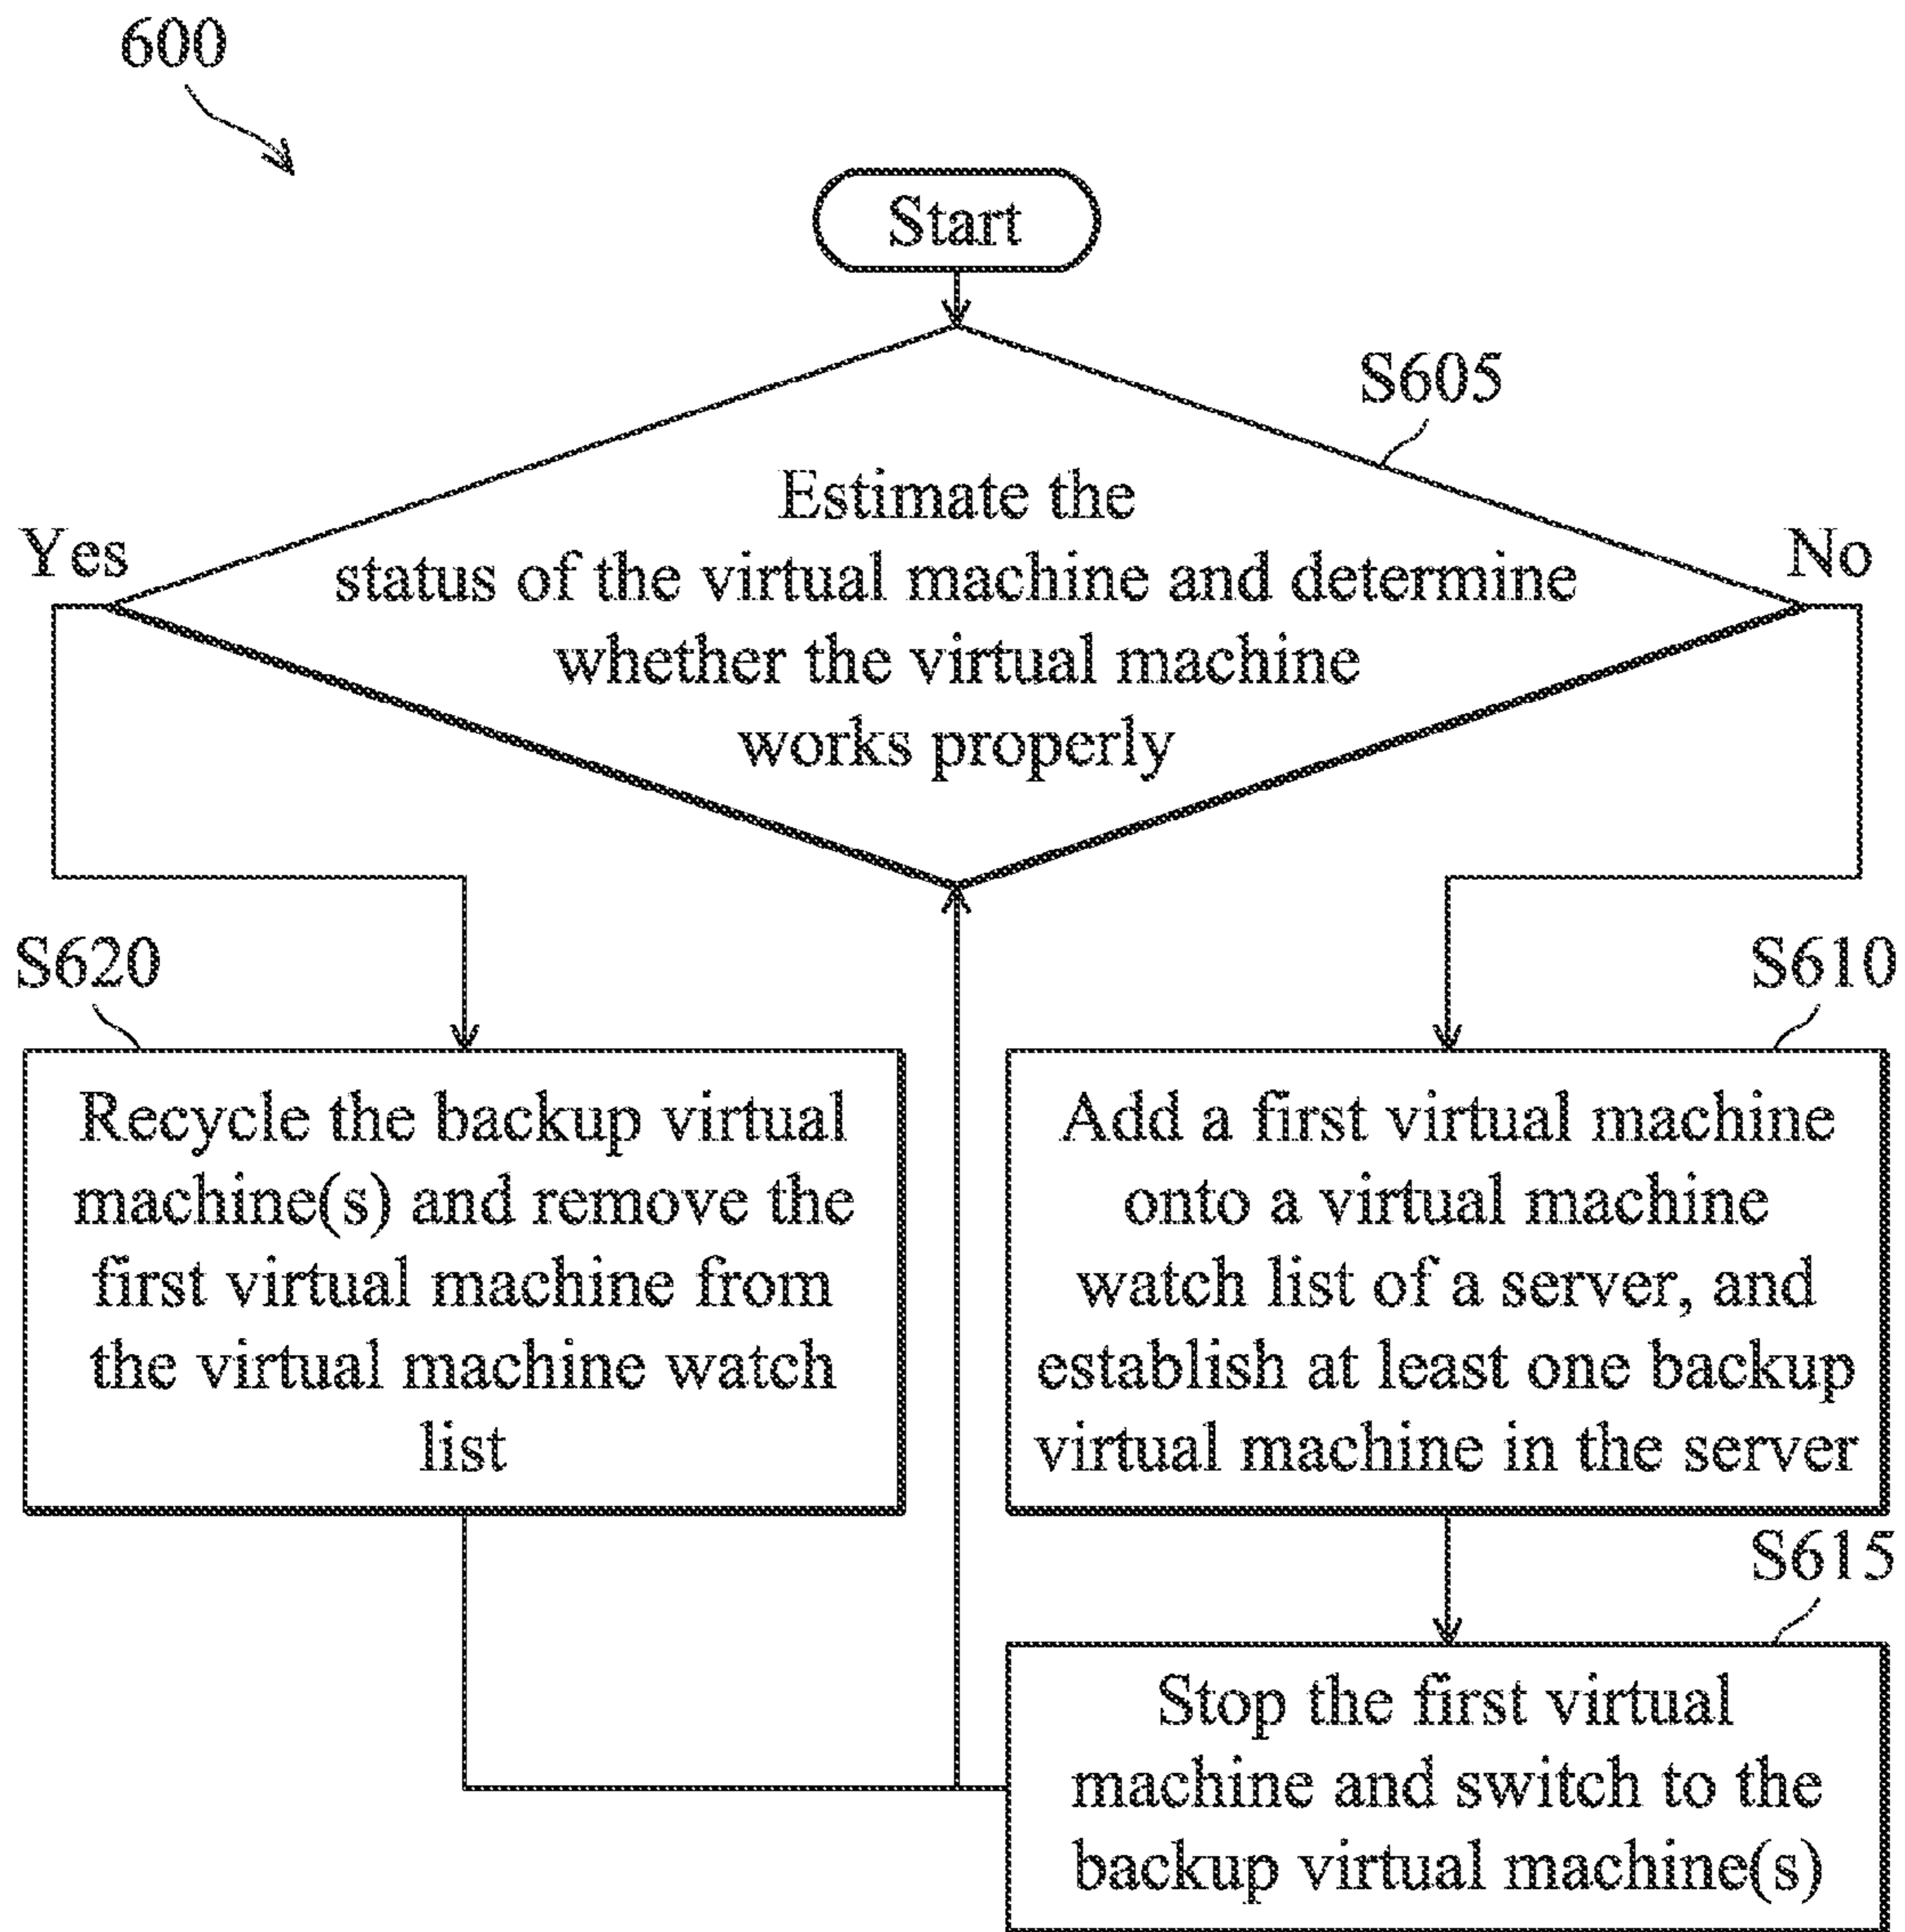 600
Start
S605
Estimate the
status of the virtual machine and determine
whether the virtual machine
works properly
Yes
No
S620
Recycle the backup virtual
machine(s) and remove the
first virtual machine from
the virtual machine watch
list
S610
Add a first virtual machine
onto a virtual machine
watch list of a server, and
establish at least one backup
virtual machine in the server
S615
Stop the first virtual
machine and switch to the
backup virtual machine(s)